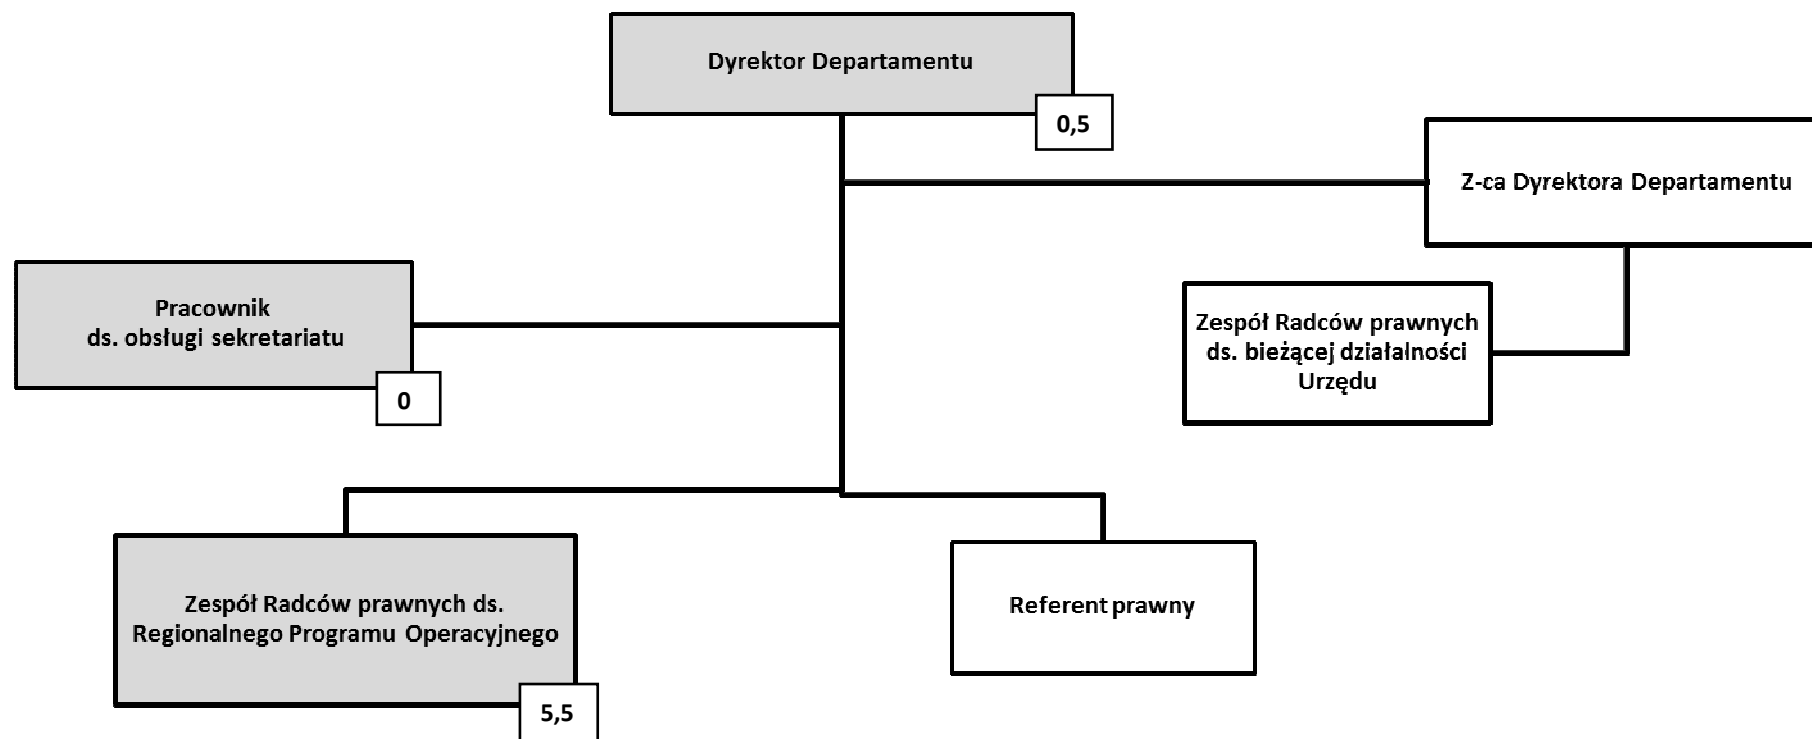 Dyrektor Departamentu
0,5
Z-ca Dyrektora Departamentu
Pracownik
ds. obsługi sekretariatu
0
Zespół Radców prawnych
ds. bieżącej działalności
Urzędu
Zespół Radców prawnych ds.
Regionalnego Programu Operacyjnego
5,5
Referent prawny